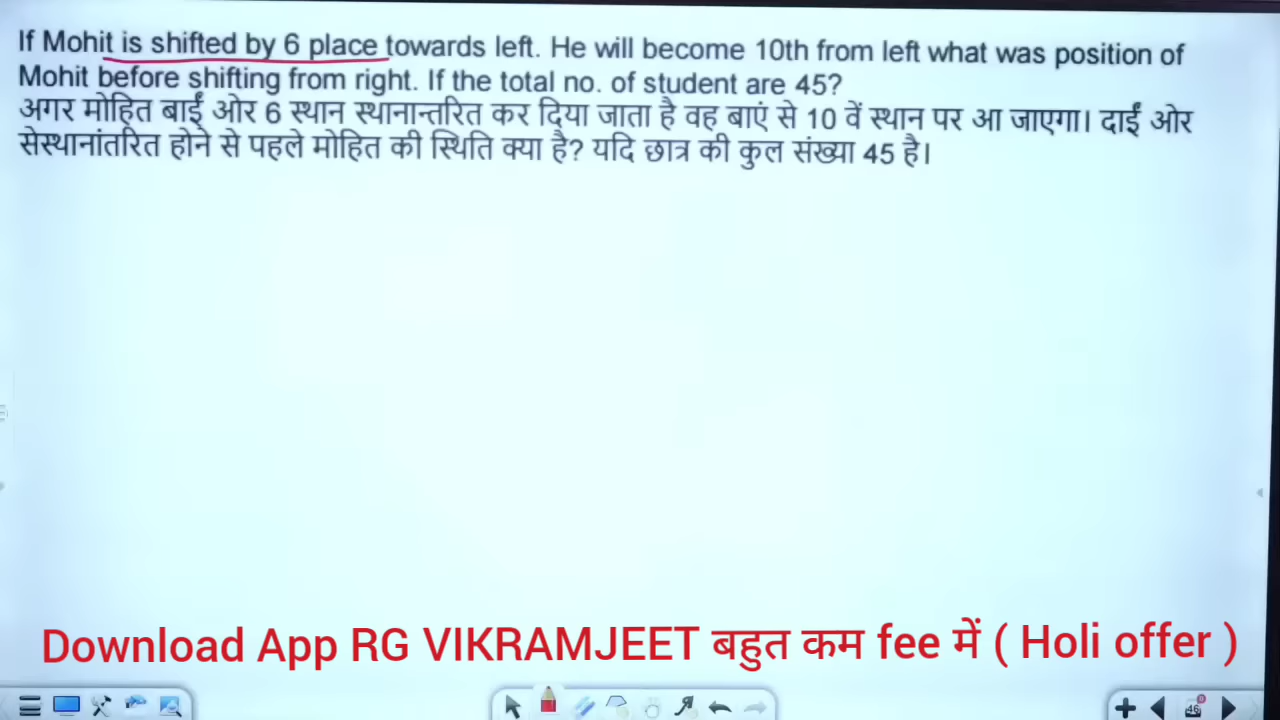 If Mohit is shifted by 6 place towards left. He will become 10th from left what was position of
Mohit before shifting from right. If the total no. of student are 45?
अगर मोहित बाईं ओर 6 स्थान स्थानान्तरित कर दिया जाता है वह बाएं से 10 वें स्थान पर आ जाएगा। दाईं ओर
सेस्थानांतरित होने से पहले मोहित की स्थिति क्या है? यदि छात्र की कुल संख्या 45 है।
Download App RG VIKRAMJEET बहुत कम fee में ( Holi offer )
46